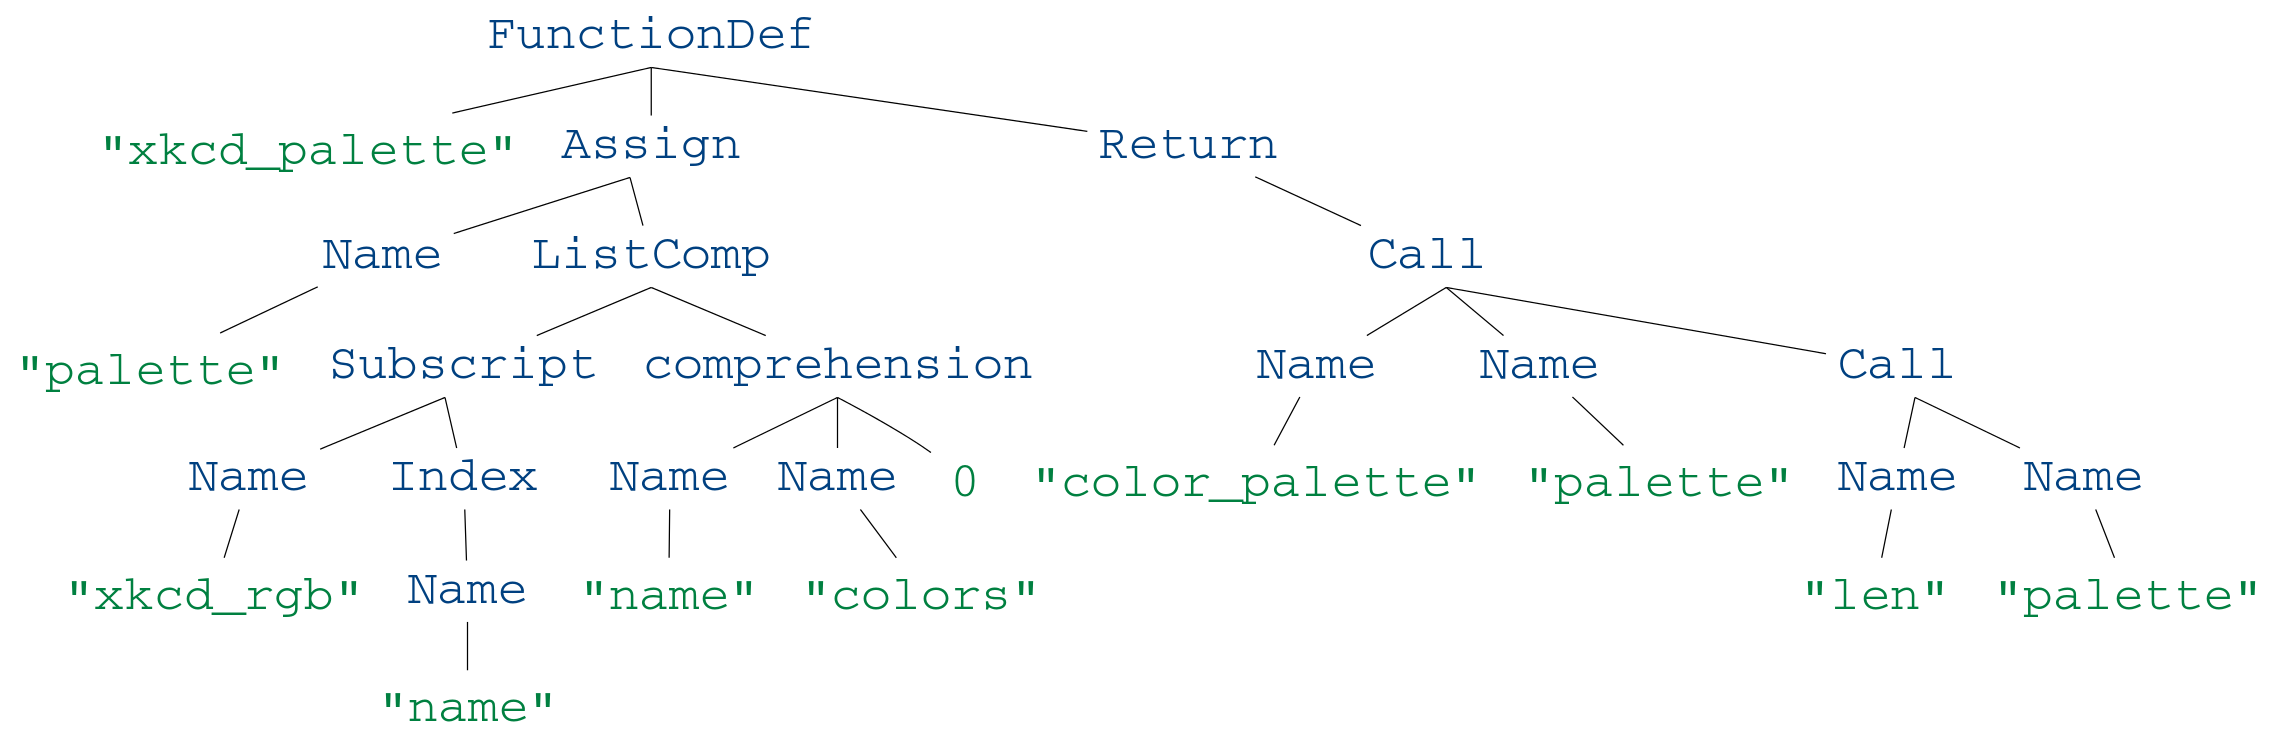 FunctionDef
"xkcd_palette" Assign Return
Name ListComp Call
"palette" Subscript comprehension Name Name Call
Name Index Name Name 0 "color_palette" "palette" Name Name
"xkcd_rgb" Name "name" "colors" "len" "palette"
"name"